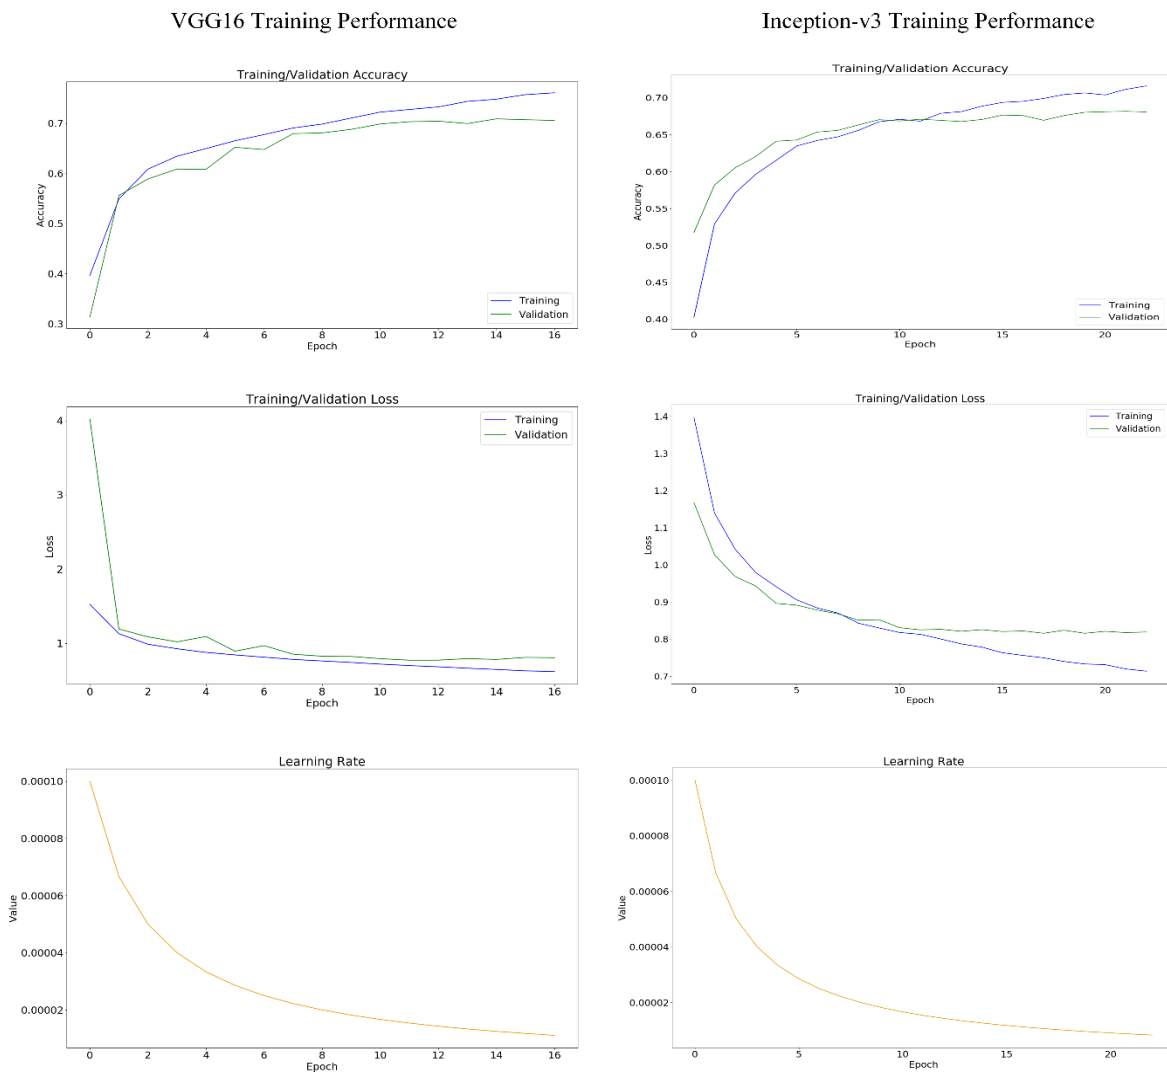 VGG16 Training Performance
Inception-v3 Training Performance
Training/Validation Accuracy
0.7
0.6
0.5
0.4
0.3
Accuracy
Training
Validation
0 2 4 6 8 10 12 14 16
Epoch
Training/Validation Accuracy
0.70
0.65
0.60
0.55
0.50
0.45
0.40
Accuracy
Training
Validation
0 5 10 15 20
Epoch
Training/Validation Loss
4
3
2
1
Loss
Training
Validation
0 2 4 6 8 10 12 14 16
Epoch
Training/Validation Loss
1.4
1.3
1.2
1.1
1.0
0.9
0.8
0.7
Loss
Training
Validation
0 5 10 15 20
Epoch
Learning Rate
0.00010
0.00008
0.00006
0.00004
0.00002
Value
0 2 4 6 8 10 12 14 16
Epoch
Learning Rate
0.00010
0.00008
0.00006
0.00004
0.00002
Value
0 5 10 15 20
Epoch